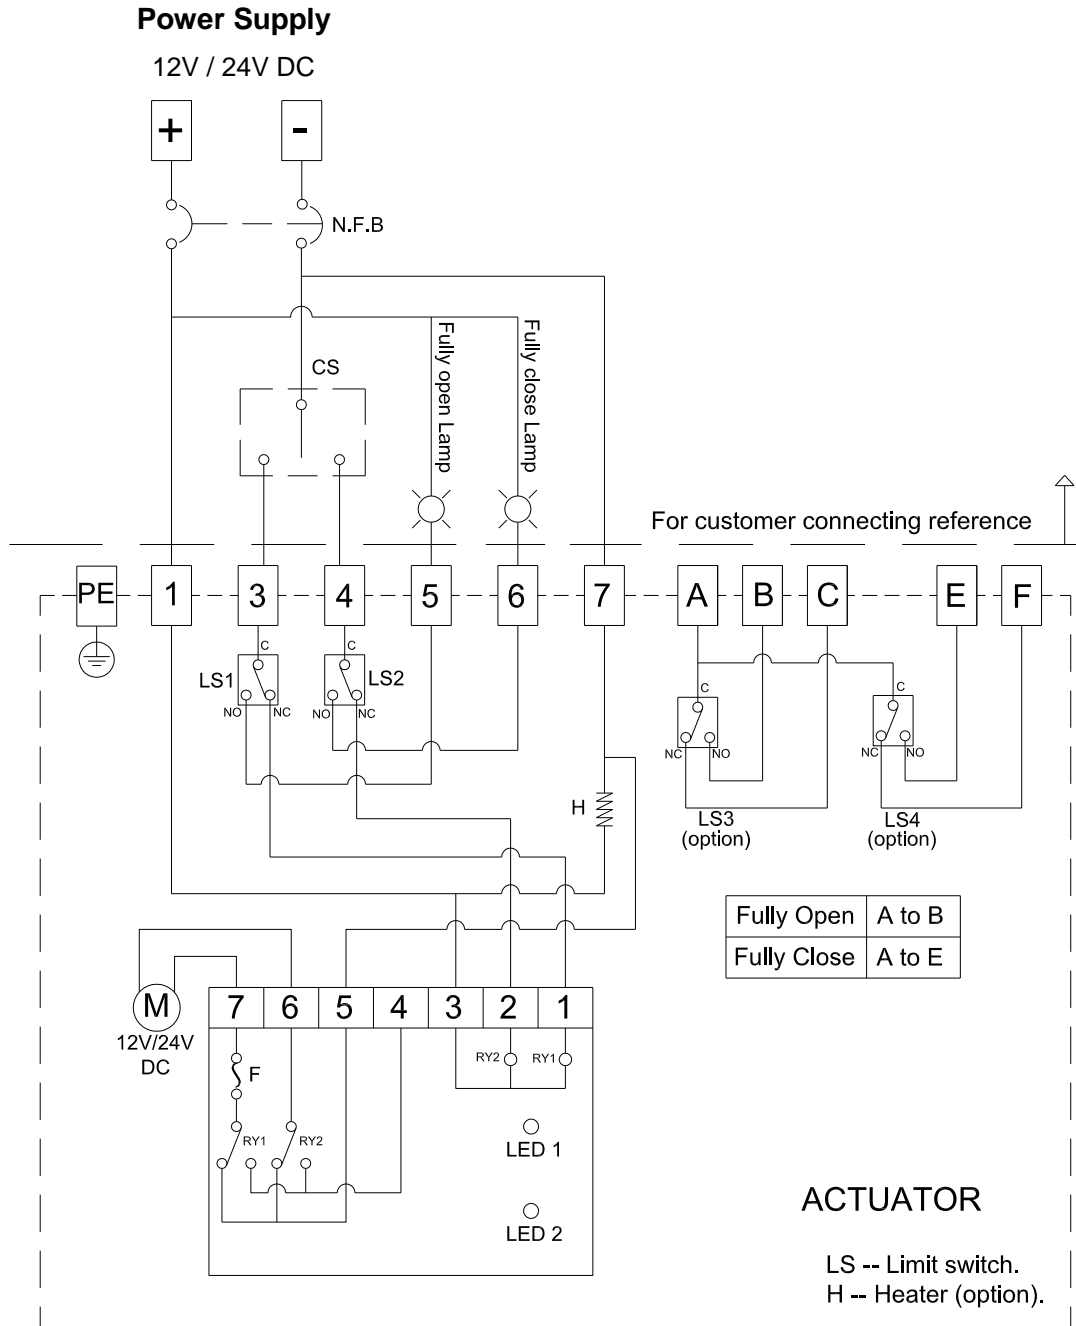 Power Supply
12V / 24V DC
+ -
N.F.B
CS
Fully open Lamp
Fully close Lamp
For customer connecting reference
PE 1 3 4 5 6 7 A B C E F
C C
LS1 LS2
NO NC NO NC
C C
NC NO NC NO
H
LS3
(option)
LS4
(option)
Fully Open A to B
Fully Close A to E
M
12V/24V
DC
7 6 5 4 3 2 1
RY2 RY1
F
RY1 RY2
LED 1
LED 2
ACTUATOR
LS -- Limit switch.
H -- Heater (option).